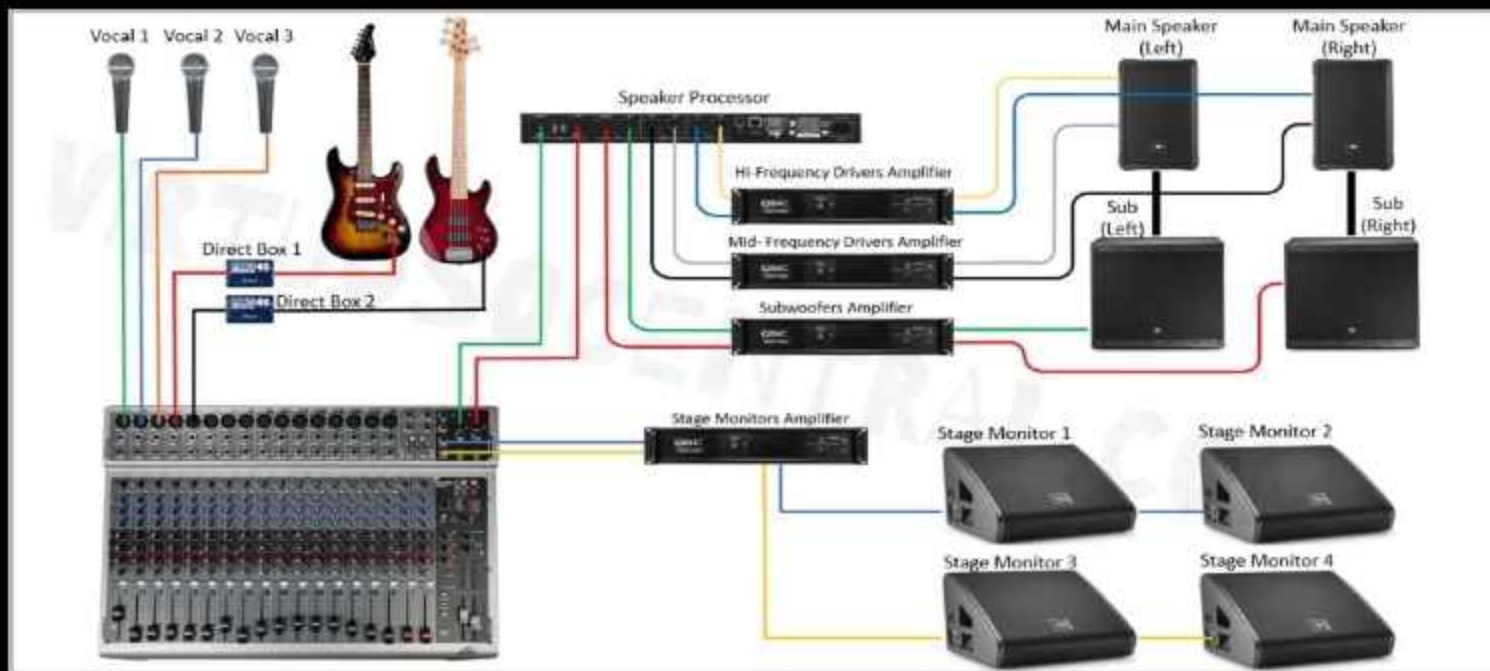 Vocal 1
Vocal 2
Vocal 3
Main Speaker
(Left)
Main Speaker
(Right)
Speaker Processor
Hi-Frequency Drivers Amplifier
Sub
(Left)
Sub
(Right)
Direct Box 1
Mid- Frequency Drivers Amplifier
Direct Box 2
Subwoofers Amplifier
Stage Monitors Amplifier
Stage Monitor 1
Stage Monitor 2
Stage Monitor 3
Stage Monitor 4